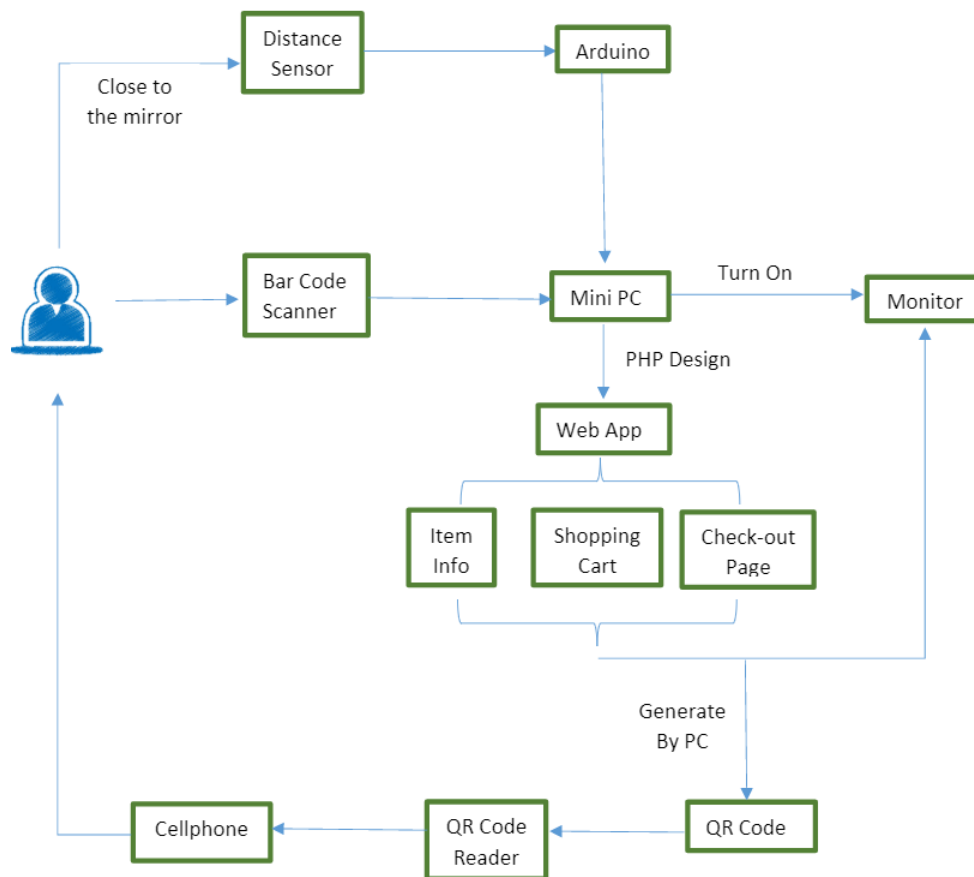 Distance
Sensor
Arduino
Close to
the mirror
Bar Code
Scanner
Mini PC
Turn On
Monitor
PHP Design
Web App
Item
Info
Shopping
Cart
Check-out
Page
Generate
By PC
Cellphone
QR Code
Reader
QR Code